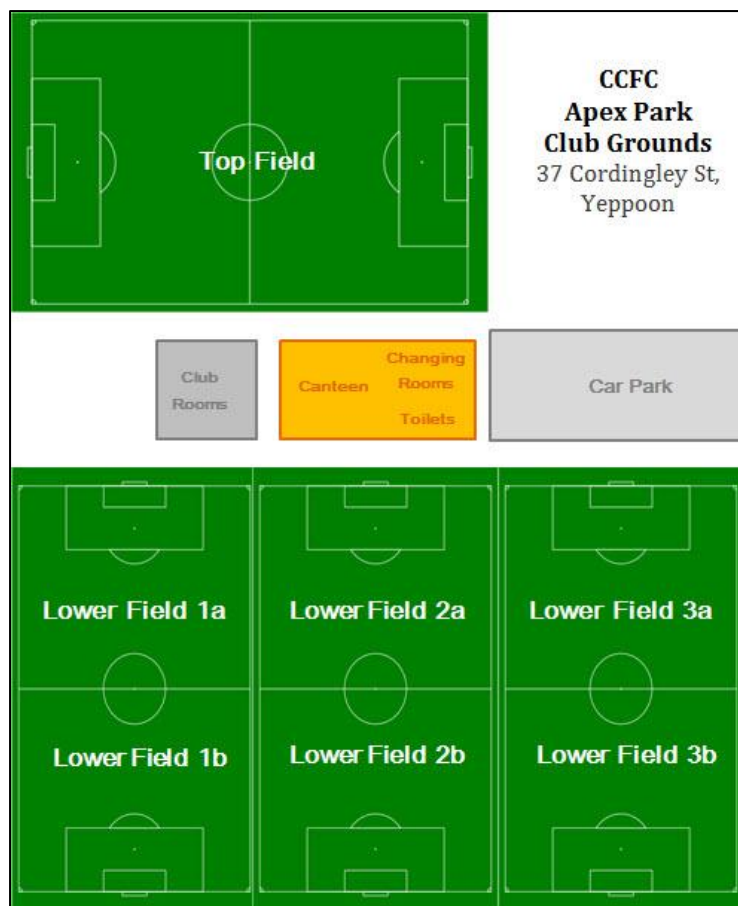 Top Field
CCFC
Apex Park
Club Grounds
37 Cordingley St,
Yeppoon
Club
Rooms
Canteen
Changing
Rooms
Toilets
Car Park
Lower Field 1a
Lower Field 2a
Lower Field 3a
Lower Field 1b
Lower Field 2b
Lower Field 3b